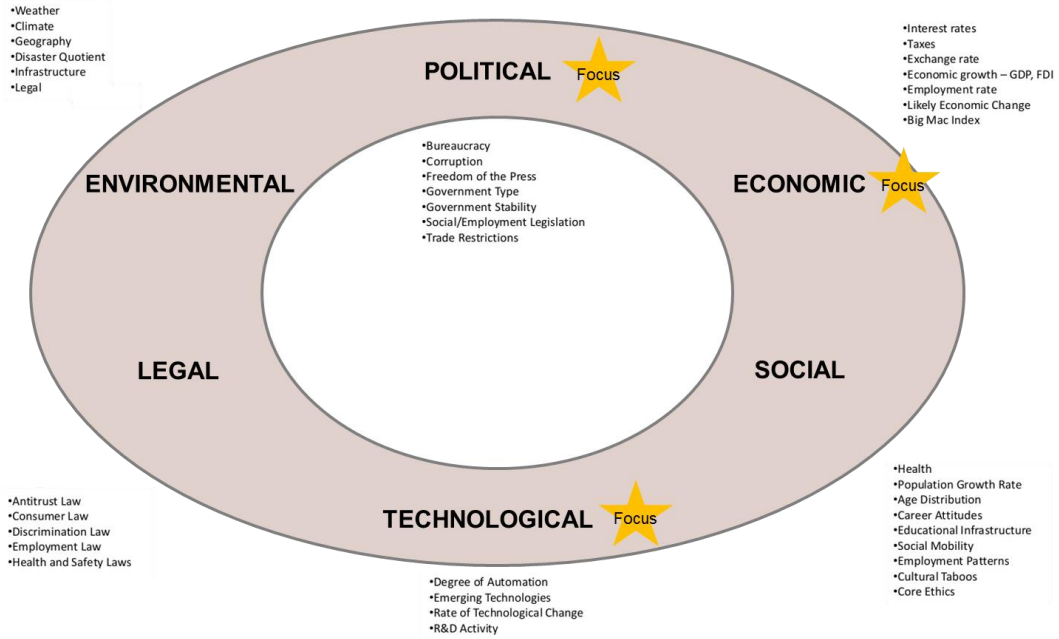 •Weather
•Climate
•Geography
•Disaster Quotient
•Infrastructure
•Legal
•Interest rates
•Taxes
•Exchange rate
•Economic growth – GDP, FDI
•Employment rate
•Likely Economic Change
•Big Mac Index
POLITICAL
Focus
•Bureaucracy
•Corruption
•Freedom of the Press
•Government Type
•Government Stability
•Social/Employment Legislation
•Trade Restrictions
ENVIRONMENTAL
ECONOMIC
Focus
LEGAL
SOCIAL
•Antitrust Law
•Consumer Law
•Discrimination Law
•Employment Law
•Health and Safety Laws
TECHNOLOGICAL
Focus
•Degree of Automation
•Emerging Technologies
•Rate of Technological Change
•R&D Activity
•Health
•Population Growth Rate
•Age Distribution
•Career Attitudes
•Educational Infrastructure
•Social Mobility
•Employment Patterns
•Cultural Taboos
•Core Ethics